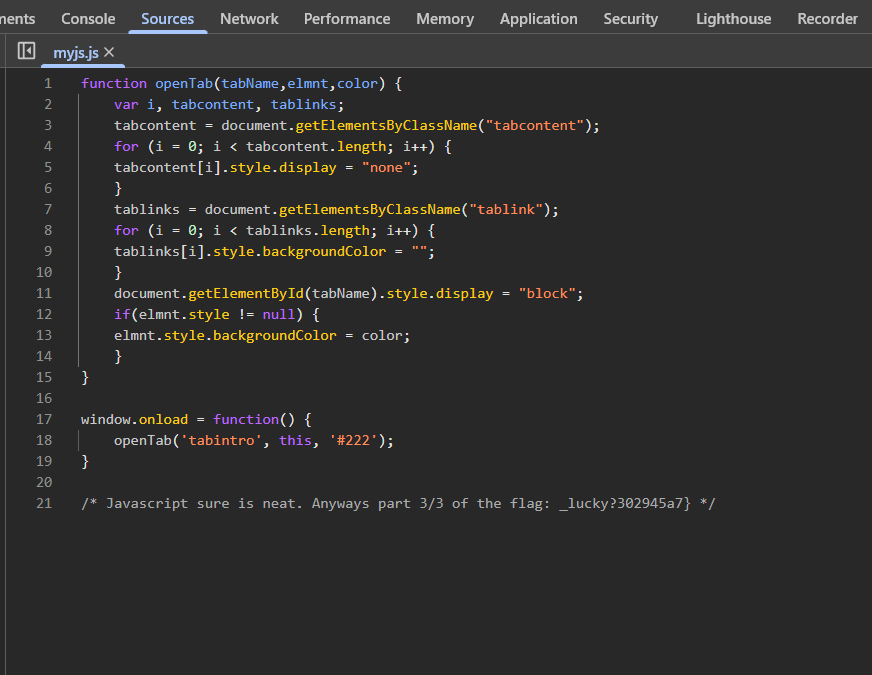 ments Console Sources Network Performance Memory Application Security Lighthouse Recorder
myjs.js ×
1 function openTab(tabName,elmnt,color) {
2     var i, tabcontent, tablinks;
3     tabcontent = document.getElementsByClassName("tabcontent");
4     for (i = 0; i < tabcontent.length; i++) {
5     tabcontent[i].style.display = "none";
6     }
7     tablinks = document.getElementsByClassName("tablink");
8     for (i = 0; i < tablinks.length; i++) {
9     tablinks[i].style.backgroundColor = "";
10     }
11     document.getElementById(tabName).style.display = "block";
12     if(elmnt.style != null) {
13     elmnt.style.backgroundColor = color;
14     }
15 }
16
17 window.onload = function() {
18     openTab('tabintro', this, '#222');
19 }
20
21 /* Javascript sure is neat. Anyways part 3/3 of the flag: _lucky?302945a7} */